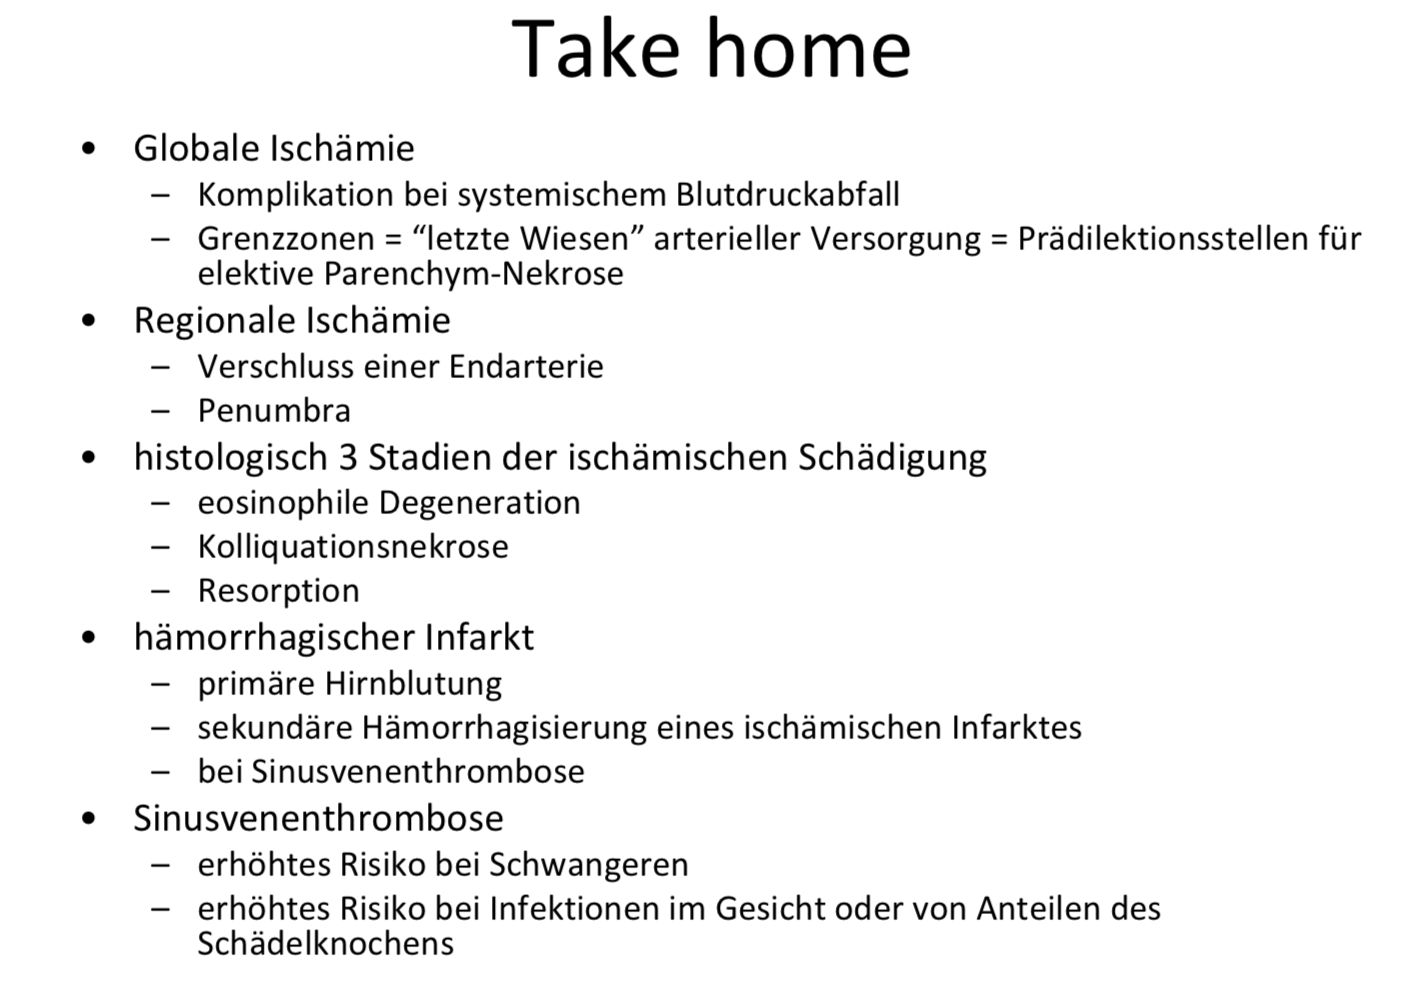 Take home
• Globale Ischämie
– Komplikation bei systemischem Blutdruckabfall
– Grenzzonen = “letzte Wiesen” arterieller Versorgung = Prädilektionsstellen für
elektive Parenchym-Nekrose
• Regionale Ischämie
– Verschluss einer Endarterie
– Penumbra
• histologisch 3 Stadien der ischämischen Schädigung
– eosinophile Degeneration
– Kolliquationsnekrose
– Resorption
• hämorrhagischer Infarkt
– primäre Hirnblutung
– sekundäre Hämorrhagisierung eines ischämischen Infarktes
– bei Sinusvenenthrombose
• Sinusvenenthrombose
– erhöhtes Risiko bei Schwangeren
– erhöhtes Risiko bei Infektionen im Gesicht oder von Anteilen des
Schädelknochens